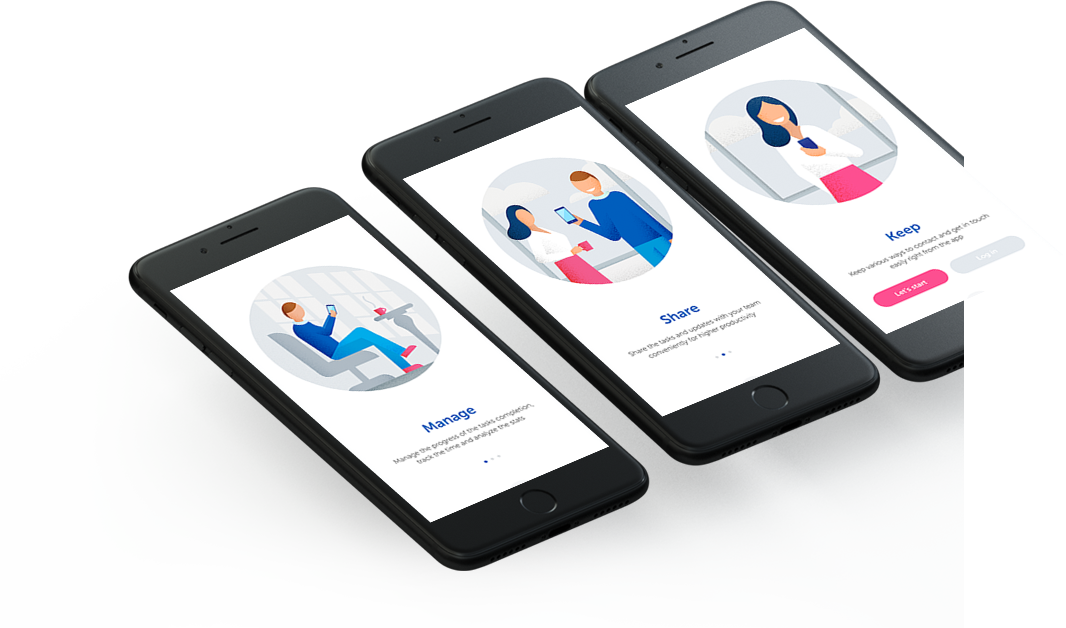 Manage
Manage the progress of the tasks completion,
track the time and analyze the stats
Share
Share the tasks and updates with your team
conveniently for higher productivity
Keep
Keep various ways to contact and get in touch
easily right from the app
Let's start
Log in